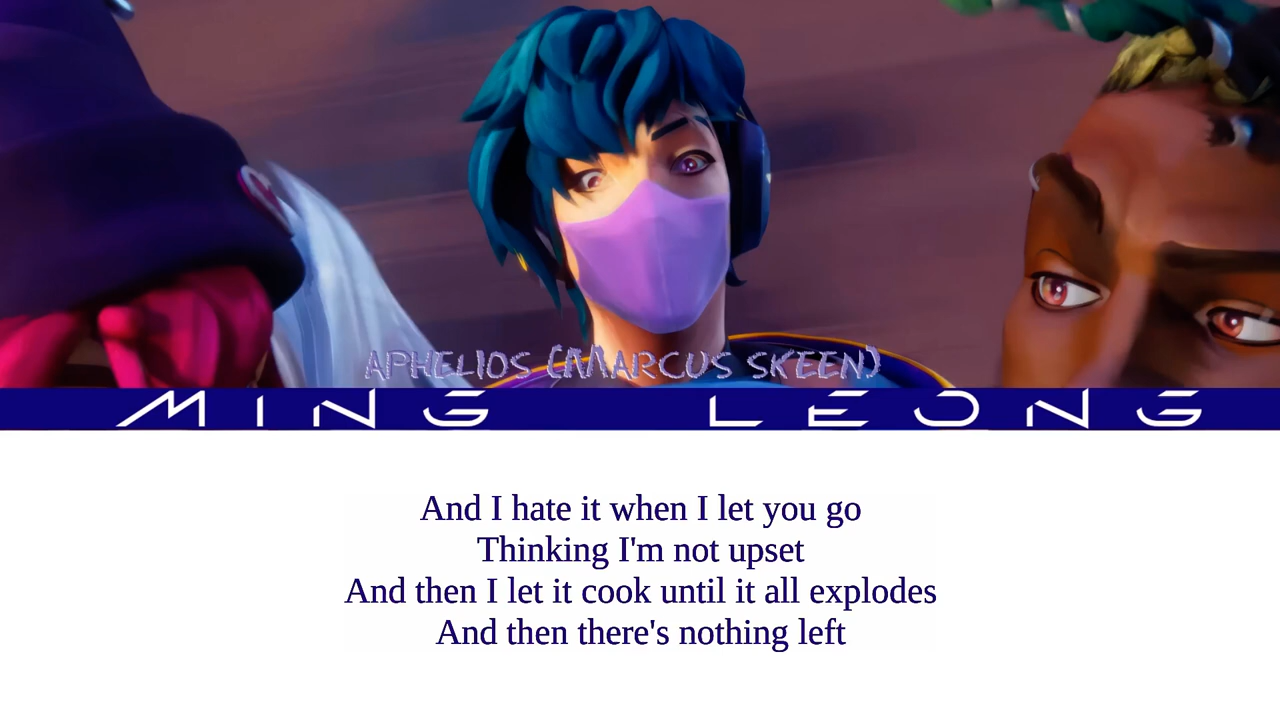 APHELIOS (MARCUS SKEEN)
MING LEONG
And I hate it when I let you go
Thinking I'm not upset
And then I let it cook until it all explodes
And then there's nothing left